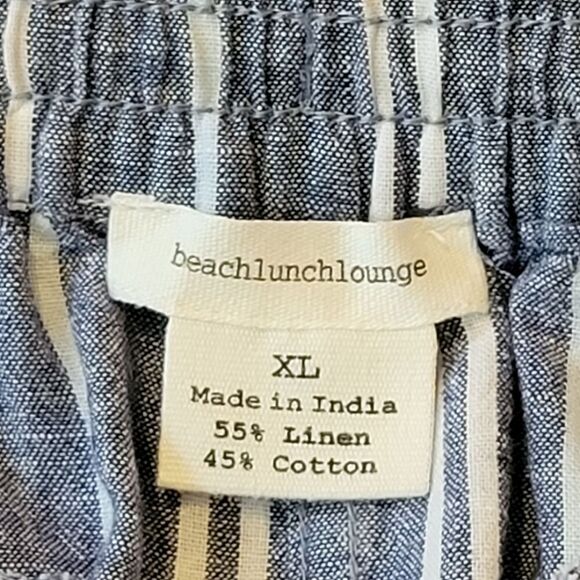 beachlunchlounge
XL
Made in India
55% Linen
45% Cotton